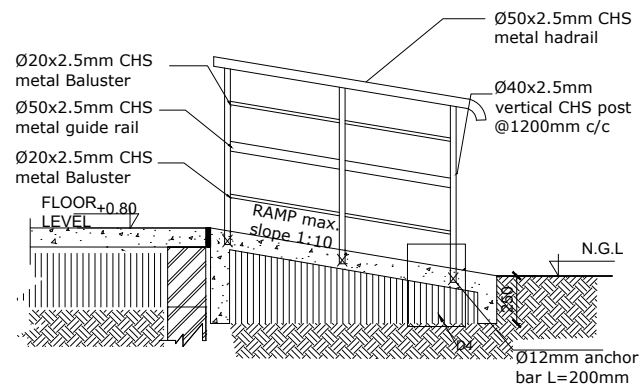 Ø50x2.5mm CHS
metal hadrail
Ø20x2.5mm CHS
metal Baluster
Ø40x2.5mm
vertical CHS post
@1200mm c/c
Ø50x2.5mm CHS
metal guide rail
Ø20x2.5mm CHS
metal Baluster
FLOOR +0.80
LEVEL
RAMP max.
slope 1:10
N.G.L
250
D4
Ø12mm anchor
bar L=200mm